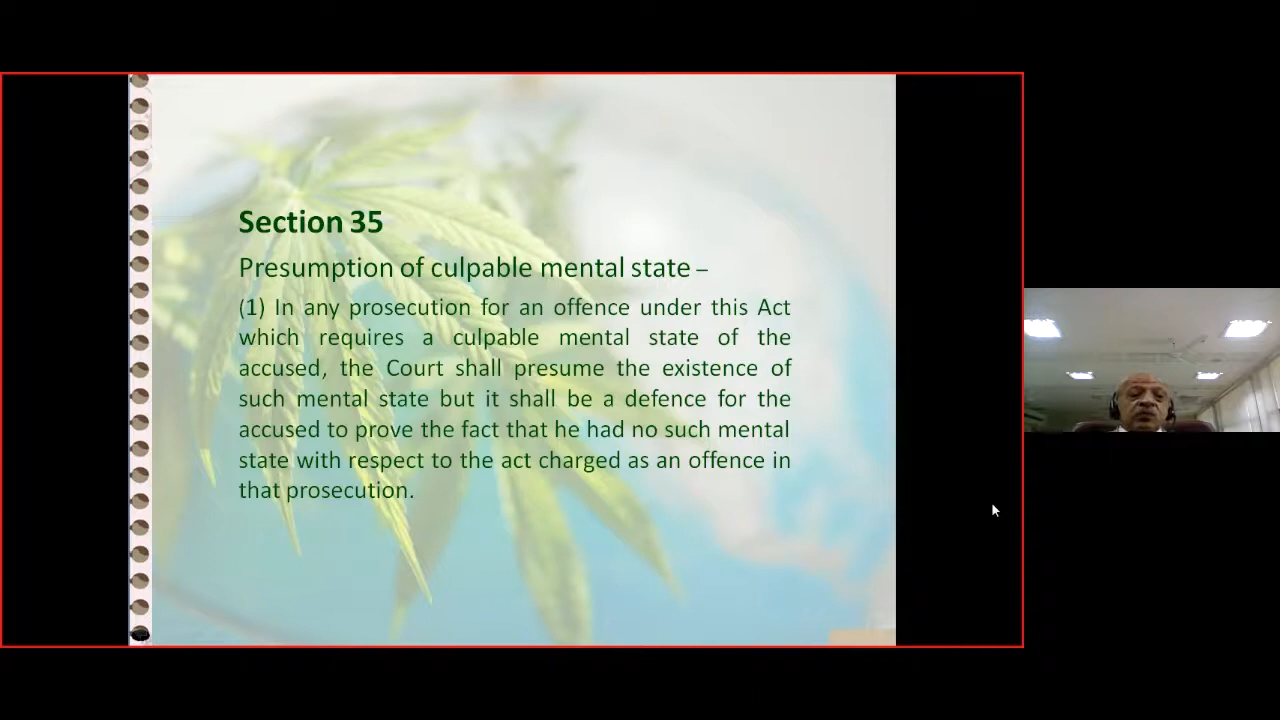 Section 35
Presumption of culpable mental state –
(1) In any prosecution for an offence under this Act
which requires a culpable mental state of the
accused, the Court shall presume the existence of
such mental state but it shall be a defence for the
accused to prove the fact that he had no such mental
state with respect to the act charged as an offence in
that prosecution.